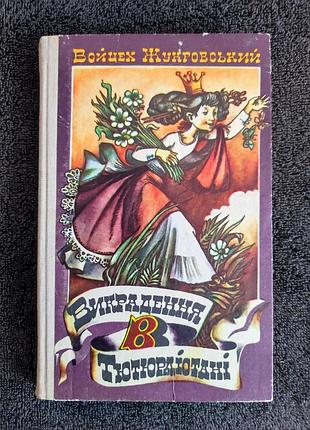 Войцех Жукровський
Викрадення
в
Тютюрлістані